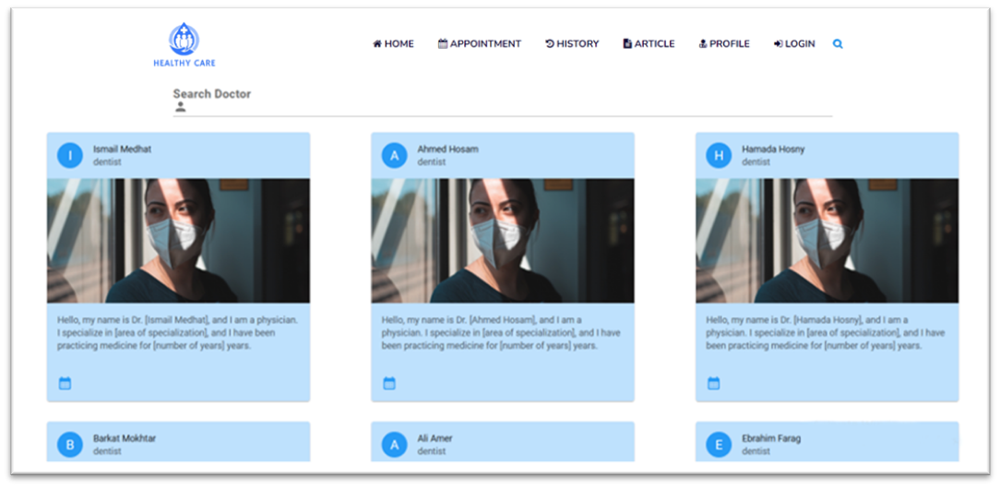 HEALTHY CARE
HOME APPOINTMENT HISTORY ARTICLE PROFILE LOGIN
Search Doctor
I
Ismail Medhat
dentist
Hello, my name is Dr. [Ismail Medhat], and I am a physician.
I specialize in [area of specialization], and I have been
practicing medicine for [number of years] years.
A
Ahmed Hosam
dentist
Hello, my name is Dr. [Ahmed Hosam], and I am a
physician. I specialize in [area of specialization], and I have
been practicing medicine for [number of years] years.
H
Hamada Hosny
dentist
Hello, my name is Dr. [Hamada Hosny], and I am a
physician. I specialize in [area of specialization], and I have
been practicing medicine for [number of years] years.
B
Barkat Mokhtar
dentist
A
Ali Amer
dentist
E
Ebrahim Farag
dentist